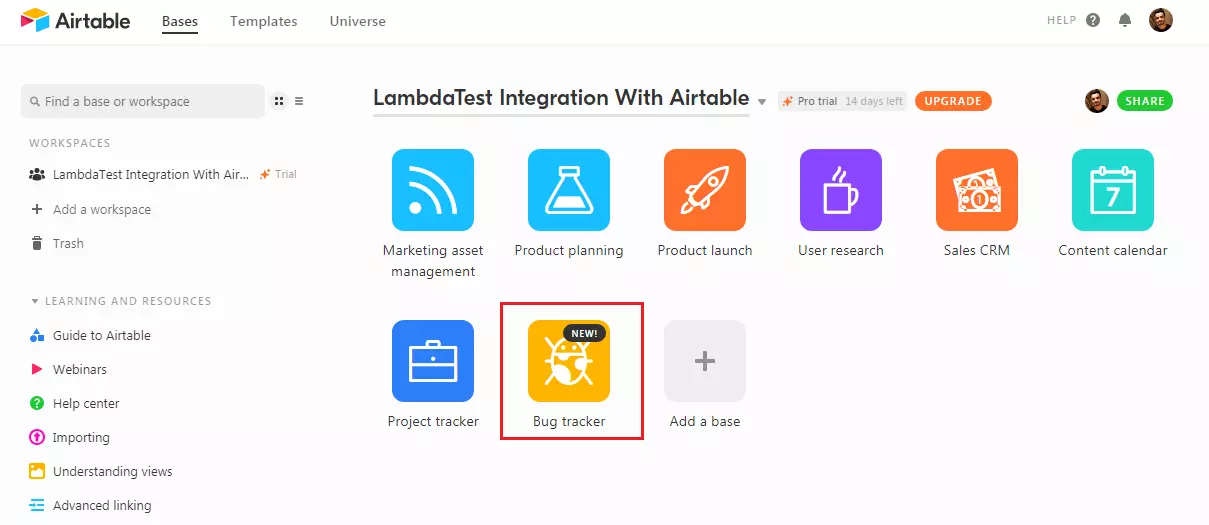 Airtable
Bases
Templates
Universe
HELP ?
Find a base or workspace
WORKSPACES
LambdaTest Integration With Air...
Trial
Add a workspace
Trash
LEARNING AND RESOURCES
Guide to Airtable
Webinars
? Help center
Importing
Understanding views
Advanced linking
LambdaTest Integration With Airtable
Pro trial 14 days left
UPGRADE
SHARE
Marketing asset
management
Product planning
Product launch
User research
1
Sales CRM
7
Content calendar
Project tracker
NEW!
Bug tracker
+
Add a base